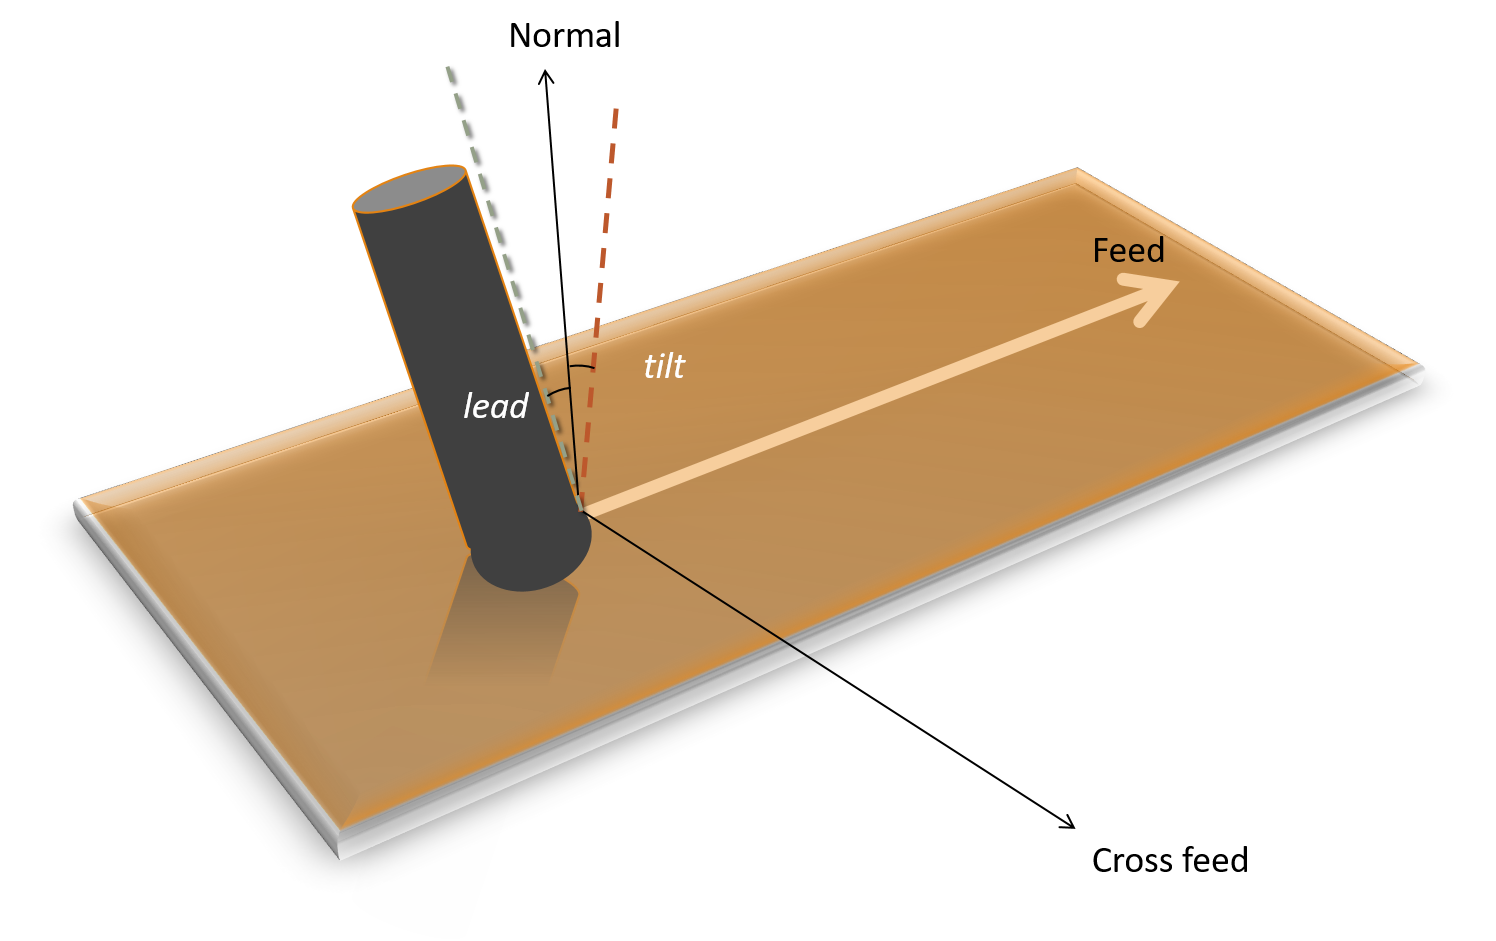 Normal
Feed
tilt
lead
Cross feed